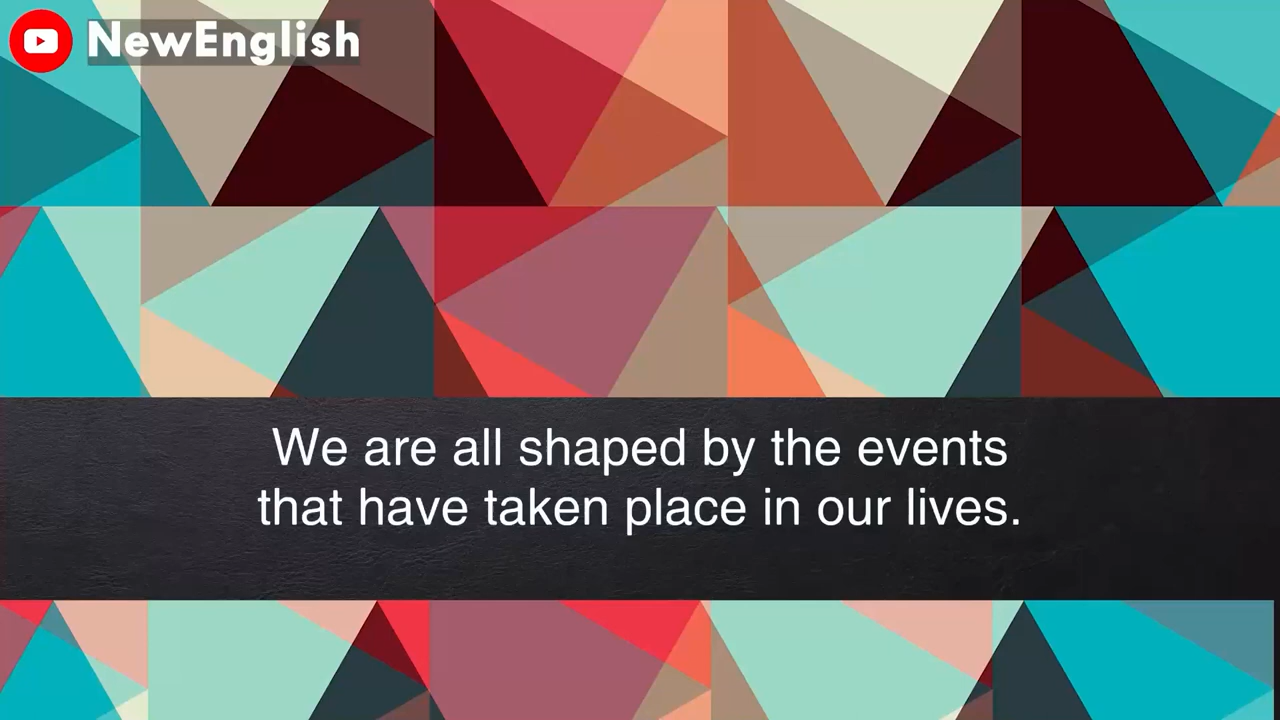 NewEnglish
We are all shaped by the events
that have taken place in our lives.